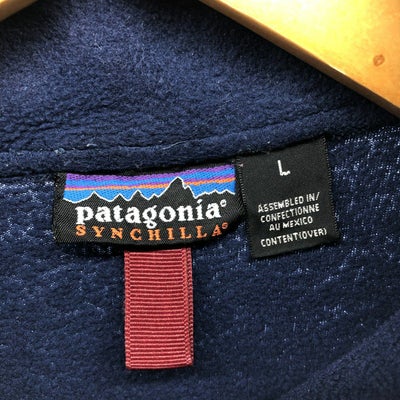 patagonia®
SYNCHILLA®
L
ASSEMBLED IN/
CONFECTIONNE
AU MEXICO
CONTENT(OVER)